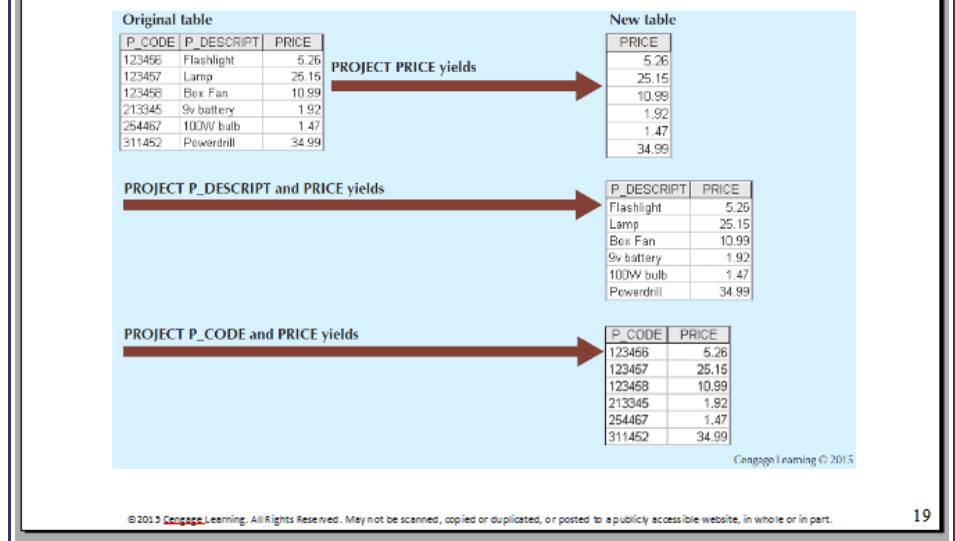 Original table
New table
P_CODE P_DESCRIPT PRICE
123456 Flashlight 5.26
123457 Lamp 25.15
123458 Box Fan 10.99
213345 9v battery 1.92
254467 100W bulb 1.47
311452 Powerdrill 34.99
PROJECT PRICE yields
PRICE
5.26
25.15
10.99
1.92
1.47
34.99
PROJECT P_DESCRIPT and PRICE yields
P_DESCRIPT PRICE
Flashlight 5.26
Lamp 25.15
Box Fan 10.99
9v battery 1.92
100W bulb 1.47
Powerdrill 34.99
PROJECT P_CODE and PRICE yields
P_CODE PRICE
123456 5.26
123457 25.15
123458 10.99
213345 1.92
254467 1.47
311452 34.99
Cengage Learning © 2015
©2015 Cengage Learning. All Rights Reserved. May not be scanned, copied or duplicated, or posted to a publicly accessible website, in whole or in part.
19